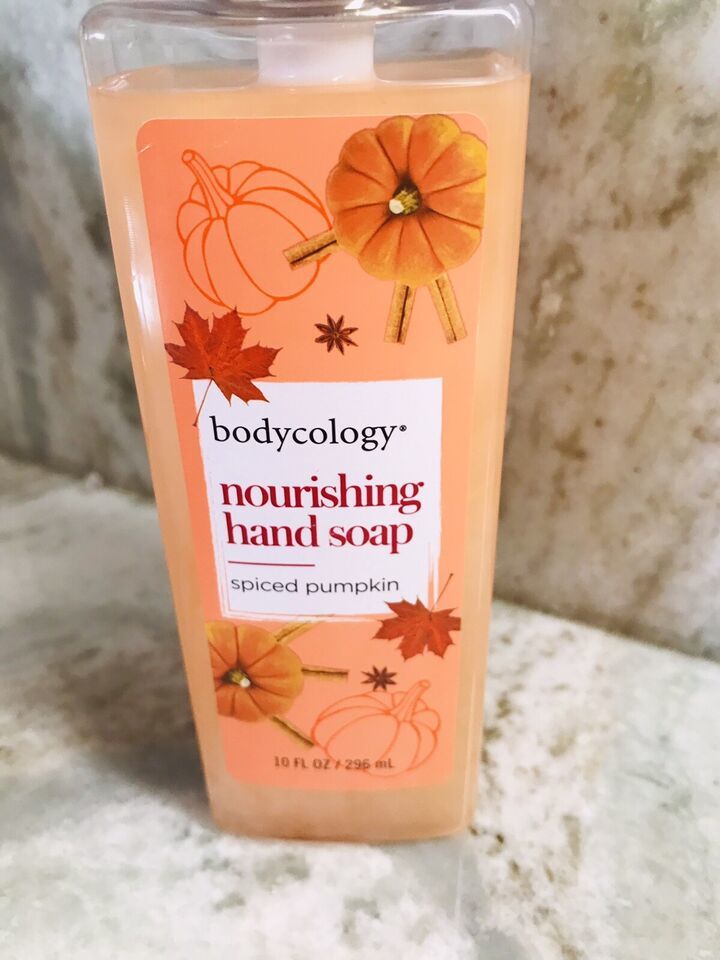 bodycology®
nourishing
hand soap
spiced pumpkin
10 FL OZ / 296 mL